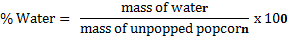 % Water = mass of water / mass of unpopped popcorn x 100